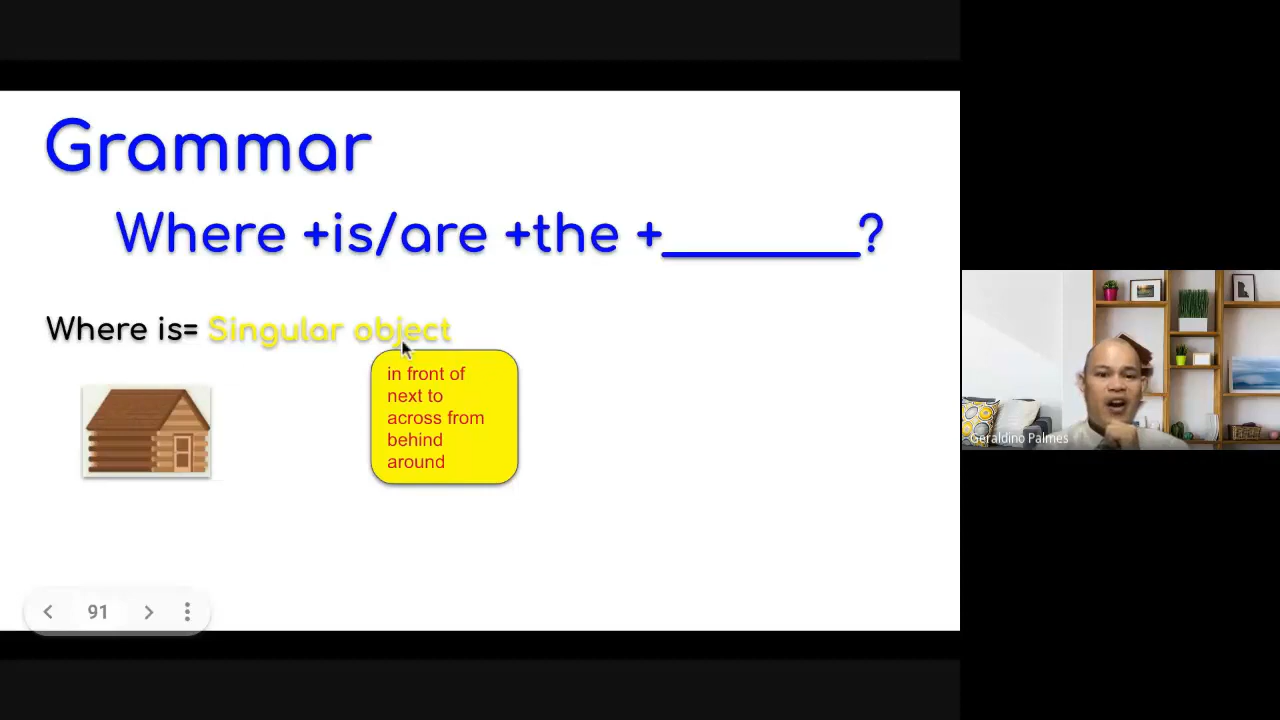 Grammar
Where +is/are +the +________?
Where is= Singular object
in front of
next to
across from
behind
around
Geraldino Palmes
91